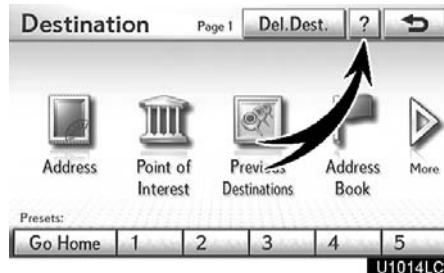 Destination Page 1 Del.Dest. ?
Address Point of Interest Previous Destinations Address Book More
Presets:
Go Home 1 2 3 4 5
U1014LC